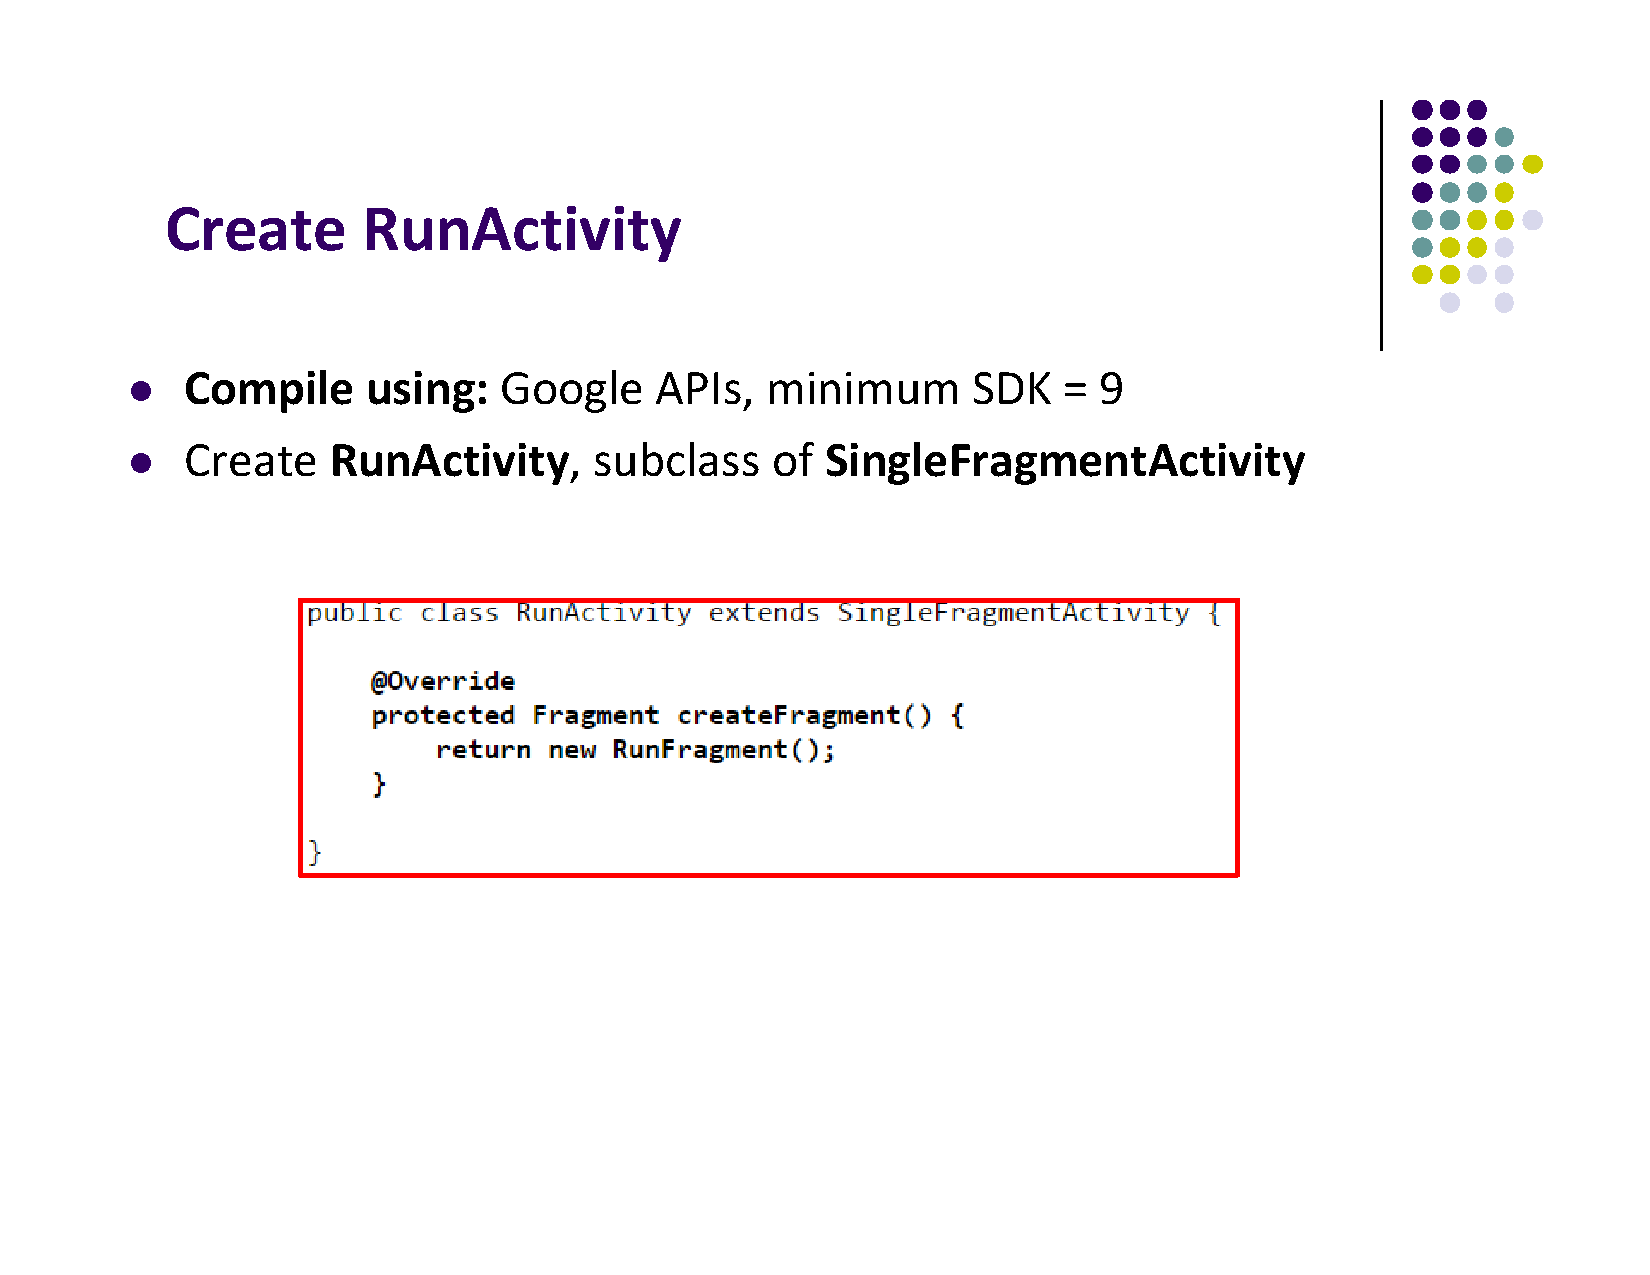 Create RunActivity
● Compile using: Google APIs, minimum SDK = 9
● Create RunActivity, subclass of SingleFragmentActivity
public class RunActivity extends SingleFragmentActivity {
@Override
protected Fragment createFragment() {
return new RunFragment();
}
}